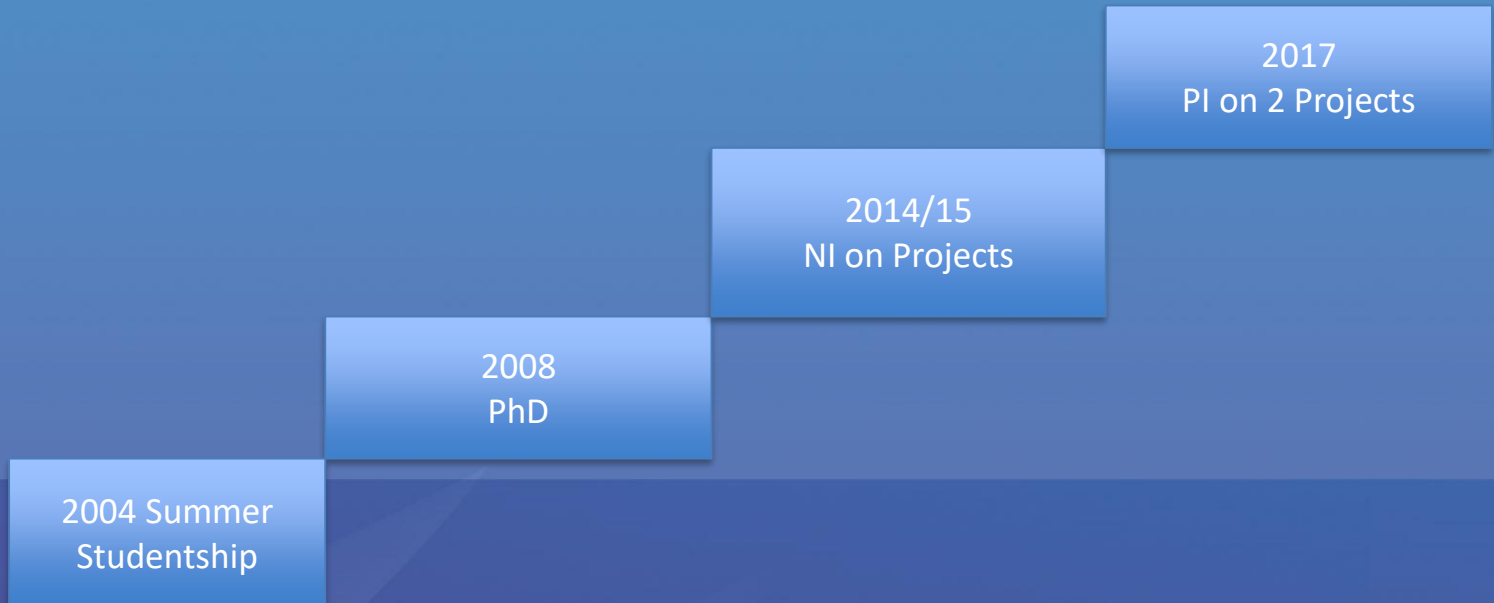 2017
PI on 2 Projects
2014/15
NI on Projects
2008
PhD
2004 Summer
Studentship